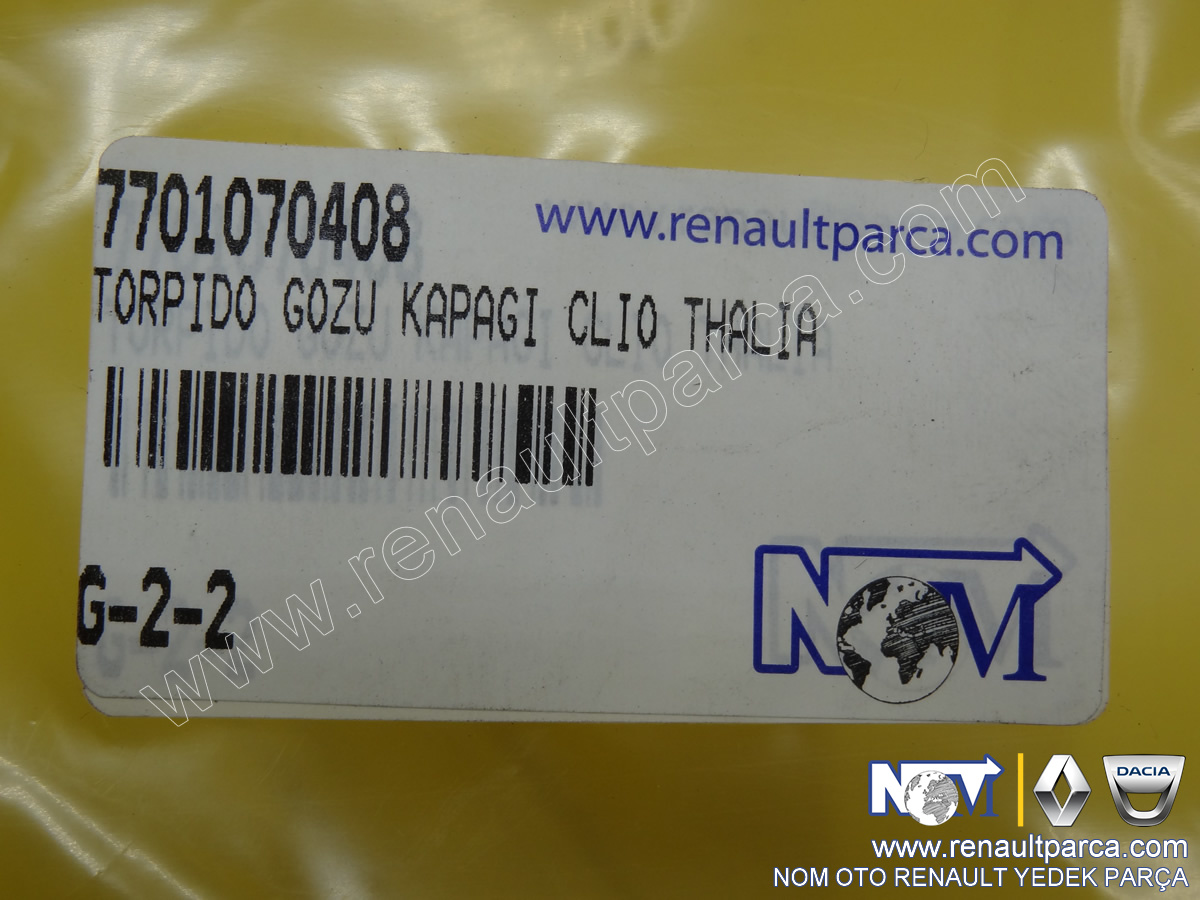 7701070408
www.renaultparca.com
TORPIDO GOZU KAPAGI CLIO THALIA
G-2-2
NOM
www.renaultparca.com
NOM
DACIA
www.renaultparca.com
NOM OTO RENAULT YEDEK PARÇA